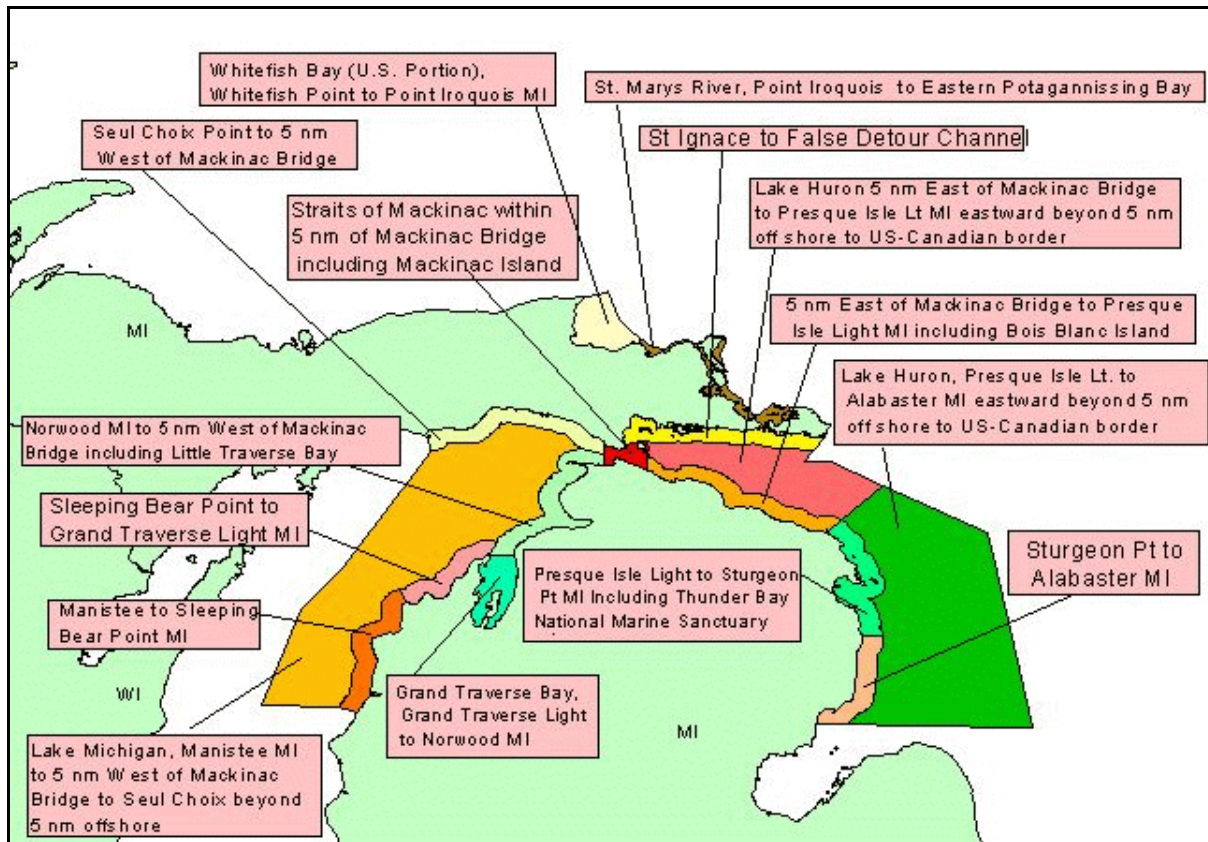 Whitefish Bay (U.S. Portion),
Whitefish Point to Point Iroquois MI
St. Marys River, Point Iroquois to Eastern Potagannissing Bay
Seul Choix Point to 5 nm
West of Mackinac Bridge
St Ignace to False Detour Channel
Lake Huron 5 nm East of Mackinac Bridge
to Presque Isle Lt MI eastward beyond 5 nm
off shore to US-Canadian border
Straits of Mackinac within
5 nm of Mackinac Bridge
including Mackinac Island
5 nm East of Mackinac Bridge to Presque
Isle Light MI including Bois Blanc Island
MI
Lake Huron, Presque Isle Lt. to
Alabaster MI eastward beyond 5 nm
off shore to US-Canadian border
Norwood MI to 5 nm West of Mackinac
Bridge including Little Traverse Bay
Sleeping Bear Point to
Grand Traverse Light MI
Sturgeon Pt to
Alabaster MI
Presque Isle Light to Sturgeon
Pt MI Including Thunder Bay
National Marine Sanctuary
Manistee to Sleeping
Bear Point MI
WI
Grand Traverse Bay,
Grand Traverse Light
to Norwood MI
MI
Lake Michigan, Manistee MI
to 5 nm West of Mackinac
Bridge to Seul Choix beyond
5 nm offshore